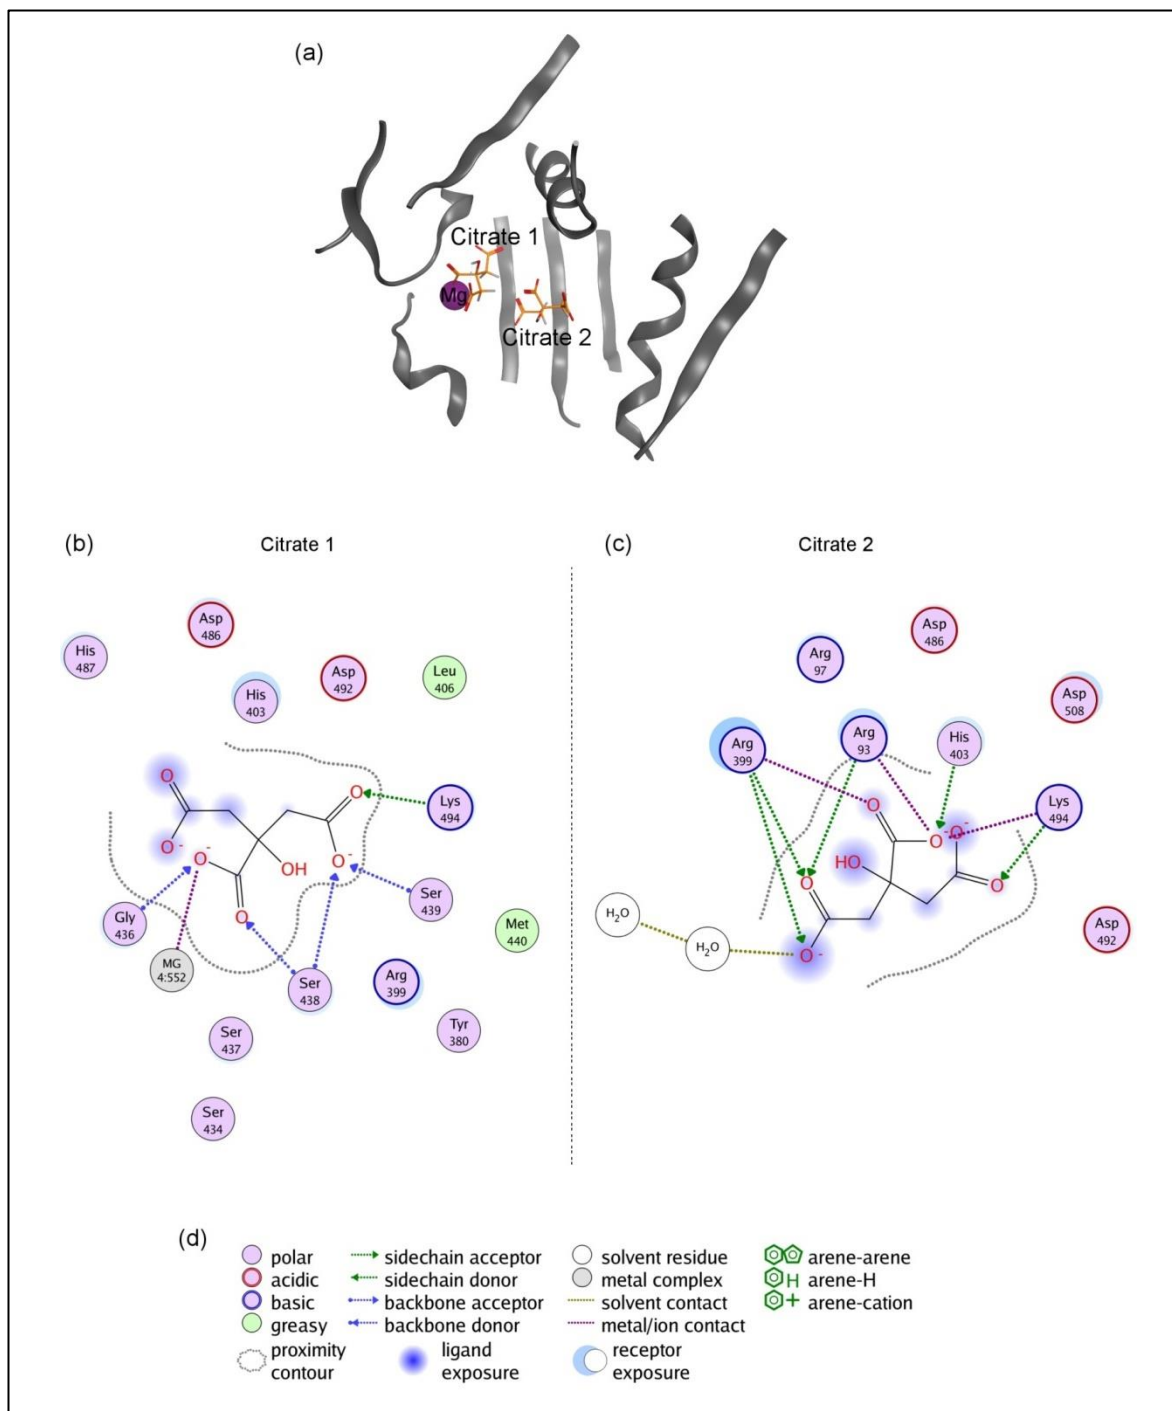 (a)
Citrate 1
Mg
Citrate 2
(b)
Citrate 1
(c)
Citrate 2
Asp
486
His
487
Asp
492
Leu
406
His
403
O
O
Lys
494
O-
O-
OH
O-
Ser
439
Gly
436
O
Met
440
MG
4:552
Ser
438
Arg
399
Ser
437
Tyr
380
Ser
434
Asp
486
Arg
97
Asp
508
Arg
399
Arg
93
His
403
O
Lys
494
O-
O-
HO
O
O
H2O
H2O
O-
Asp
492
(d)
polar
sidechain acceptor
solvent residue
arene-arene
acidic
sidechain donor
metal complex
H arene-H
basic
backbone acceptor
solvent contact
+ arene-cation
greasy
backbone donor
metal/ion contact
proximity
contour
ligand
exposure
receptor
exposure